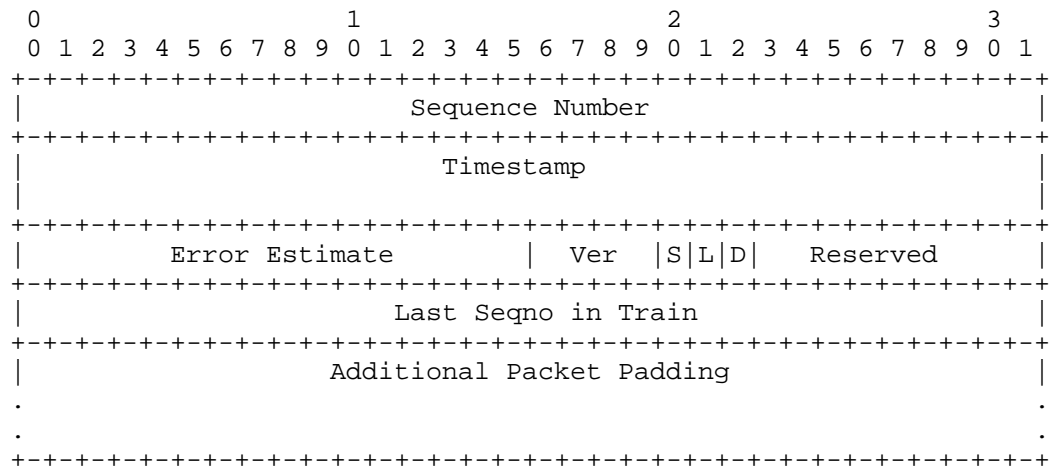 0                   1                   2                   3
 0 1 2 3 4 5 6 7 8 9 0 1 2 3 4 5 6 7 8 9 0 1 2 3 4 5 6 7 8 9 0 1
+-+-+-+-+-+-+-+-+-+-+-+-+-+-+-+-+-+-+-+-+-+-+-+-+-+-+-+-+-+-+-+-+
|                        Sequence Number                        |
+-+-+-+-+-+-+-+-+-+-+-+-+-+-+-+-+-+-+-+-+-+-+-+-+-+-+-+-+-+-+-+-+
|                          Timestamp                            |
|                                                               |
+-+-+-+-+-+-+-+-+-+-+-+-+-+-+-+-+-+-+-+-+-+-+-+-+-+-+-+-+-+-+-+-+
|         Error Estimate        |  Ver  |S|L|D|   Reserved      |
+-+-+-+-+-+-+-+-+-+-+-+-+-+-+-+-+-+-+-+-+-+-+-+-+-+-+-+-+-+-+-+-+
|                       Last Seqno in Train                     |
+-+-+-+-+-+-+-+-+-+-+-+-+-+-+-+-+-+-+-+-+-+-+-+-+-+-+-+-+-+-+-+-+
|                   Additional Packet Padding                   |
.                                                               .
.                                                               .
+-+-+-+-+-+-+-+-+-+-+-+-+-+-+-+-+-+-+-+-+-+-+-+-+-+-+-+-+-+-+-+-+